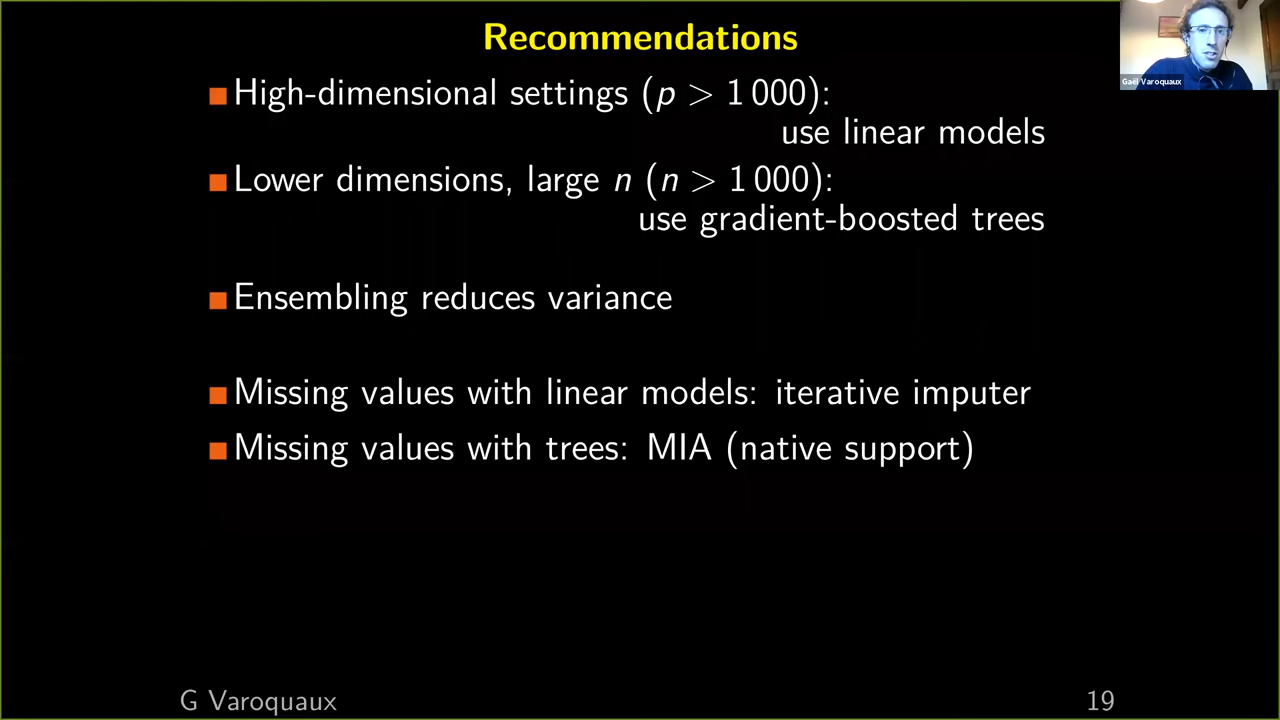 Recommendations
Gaël Varoquaux
High-dimensional settings (p > 1 000):
use linear models
Lower dimensions, large n (n > 1 000):
use gradient-boosted trees
Ensembling reduces variance
Missing values with linear models: iterative imputer
Missing values with trees: MIA (native support)
G Varoquaux
19